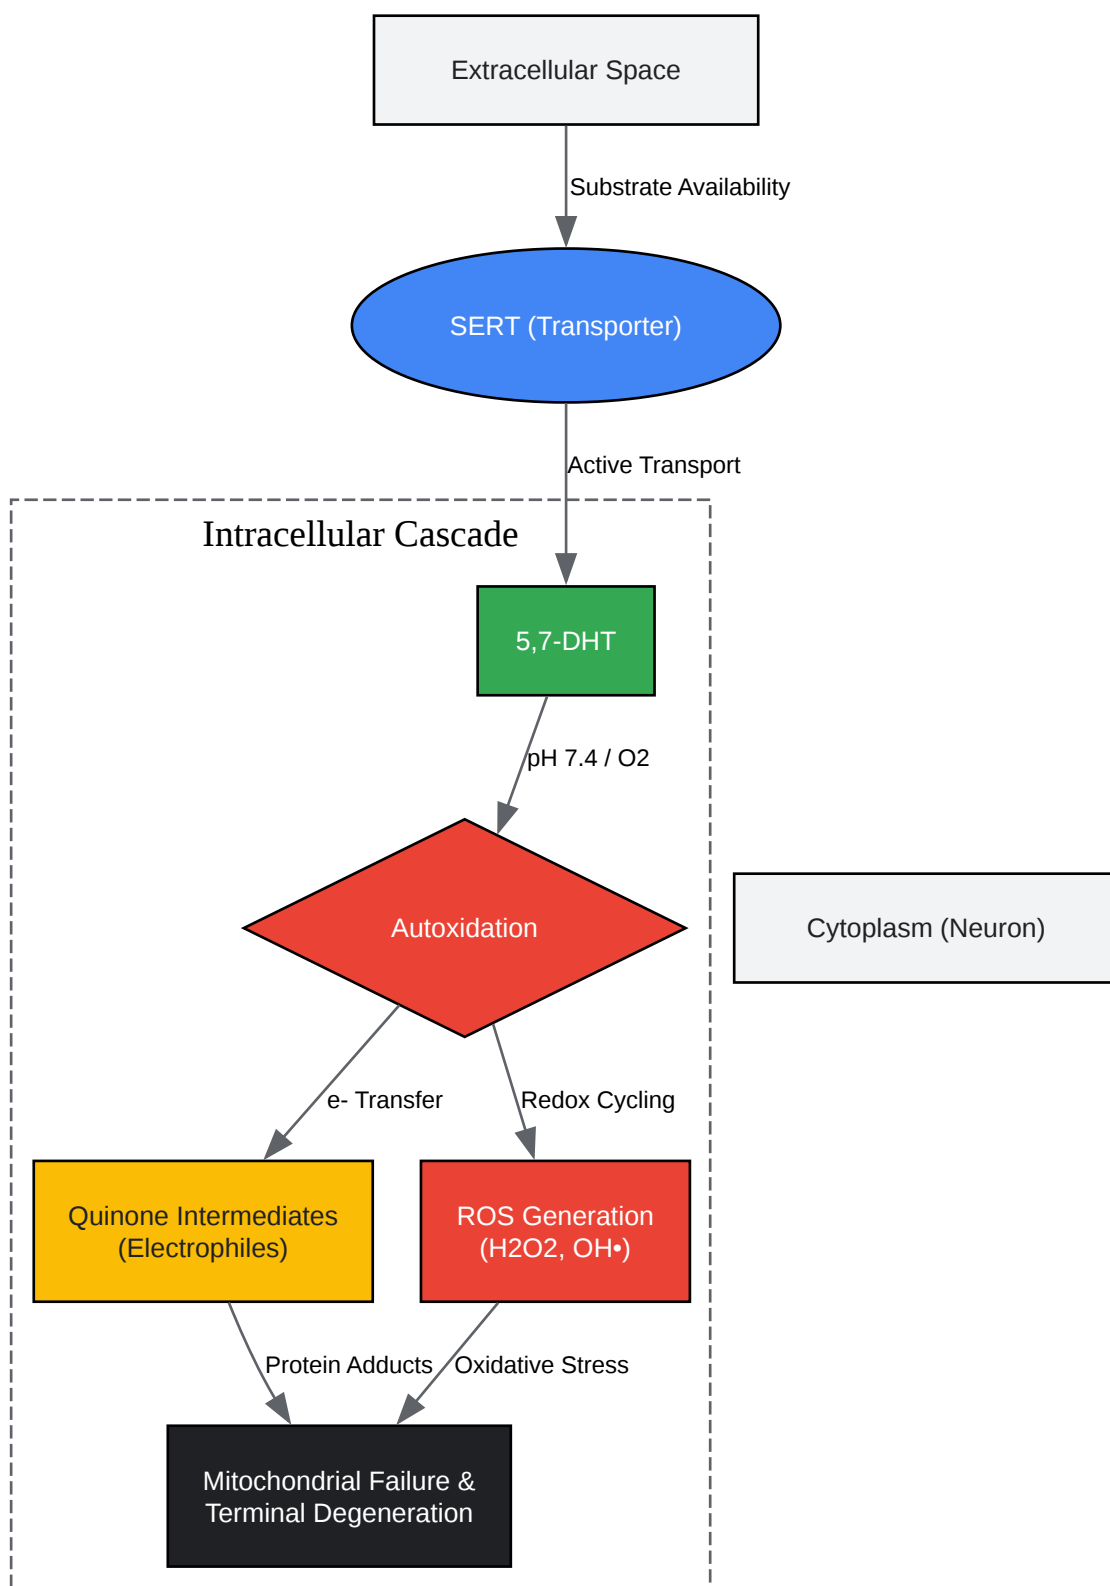 Extracellular Space
Substrate Availability
SERT (Transporter)
Active Transport
Intracellular Cascade
5,7-DHT
pH 7.4 / O2
Autoxidation
Cytoplasm (Neuron)
e- Transfer
Redox Cycling
Quinone Intermediates
(Electrophiles)
ROS Generation
(H2O2, OH•)
Protein Adducts
Oxidative Stress
Mitochondrial Failure &
Terminal Degeneration